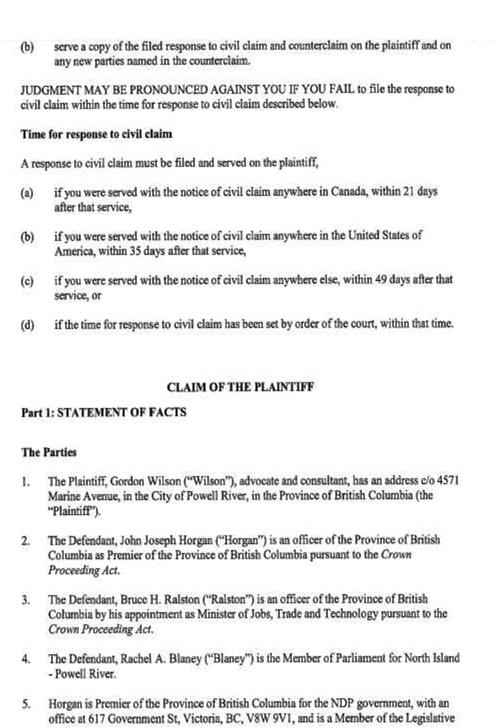 (b) serve a copy of the filed response to civil claim and counterclaim on the plaintiff and on
any new parties named in the counterclaim.
JUDGMENT MAY BE PRONOUNCED AGAINST YOU IF YOU FAIL to file the response to
civil claim within the time for response to civil claim described below.
Time for response to civil claim
A response to civil claim must be filed and served on the plaintiff,
(a) if you were served with the notice of civil claim anywhere in Canada, within 21 days
after that service,
(b) if you were served with the notice of civil claim anywhere in the United States of
America, within 35 days after that service,
(c) if you were served with the notice of civil claim anywhere else, within 49 days after that
service, or
(d) if the time for response to civil claim has been set by order of the court, within that time.
CLAIM OF THE PLAINTIFF
Part 1: STATEMENT OF FACTS
The Parties
1. The Plaintiff, Gordon Wilson (“Wilson”), advocate and consultant, has an address c/o 4571
Marine Avenue, in the City of Powell River, in the Province of British Columbia (the
“Plaintiff”).
2. The Defendant, John Joseph Horgan (“Horgan”) is an officer of the Province of British
Columbia as Premier of the Province of British Columbia pursuant to the Crown
Proceeding Act.
3. The Defendant, Bruce H. Ralston (“Ralston”) is an officer of the Province of British
Columbia by his appointment as Minister of Jobs, Trade and Technology pursuant to the
Crown Proceeding Act.
4. The Defendant, Rachel A. Blaney (“Blaney”) is the Member of Parliament for North Island
- Powell River.
5. Horgan is Premier of the Province of British Columbia for the NDP government, with an
office at 617 Government St, Victoria, BC, V8W 9V1, and is a Member of the Legislative